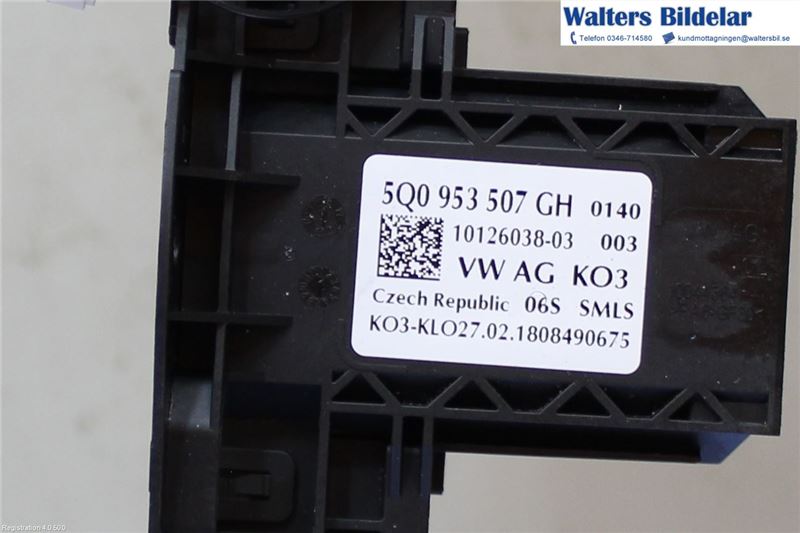 Walters Bildelar
Telefon 0346-714580 kundmottagningen@waltersbil.se
5Q0 953 507 GH 0140
10126038-03 003
VW AG KO3
Czech Republic 06S SMLS
KO3-KLO27.02.1808490675
Registration 4.0.600